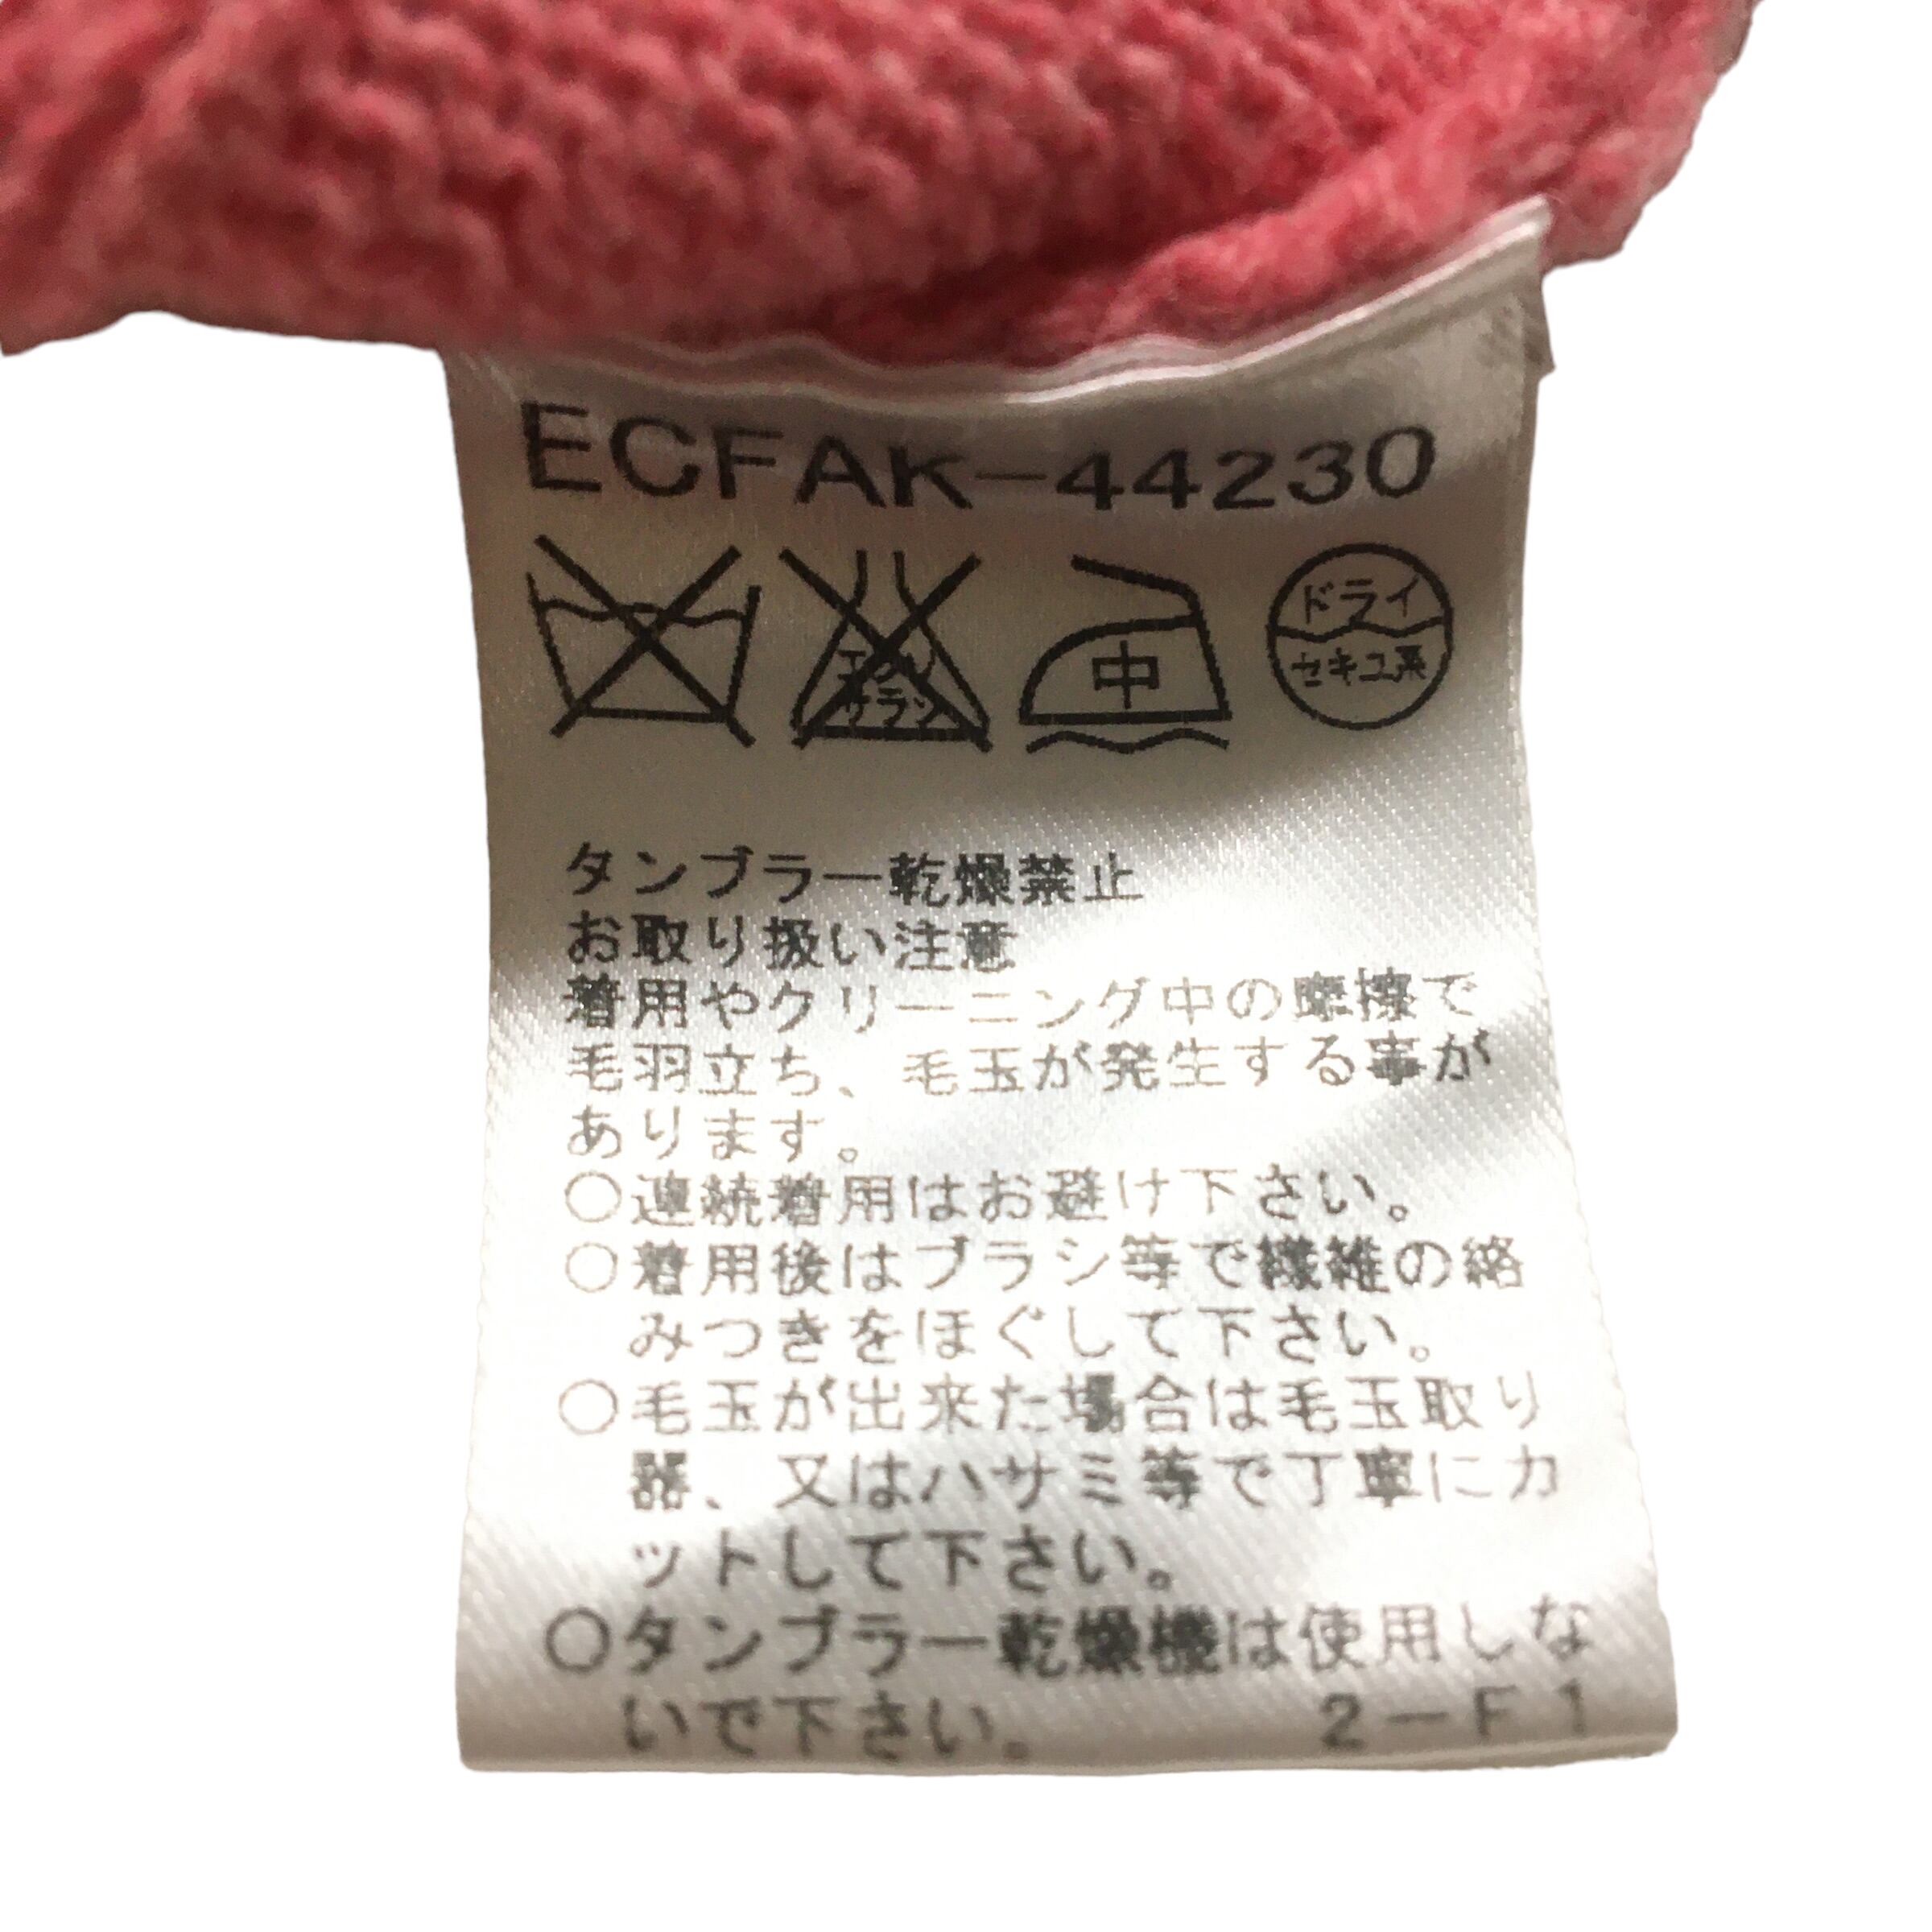 ECFAK-44230
エンソ
サラシ
中
ドライ
セキユ系
タンブラー乾燥禁止
お取り扱い注意
着用やクリーニング中の摩擦で
毛羽立ち、毛玉が発生する事が
あります。
○連続着用はお避け下さい。
○着用後はブラシ等で繊維の絡
みつきをほぐして下さい。
○毛玉が出来た場合は毛玉取り
器、又はハサミ等で丁寧にカ
ットして下さい。
○タンブラー乾燥機は使用しな
いで下さい。 2-F1